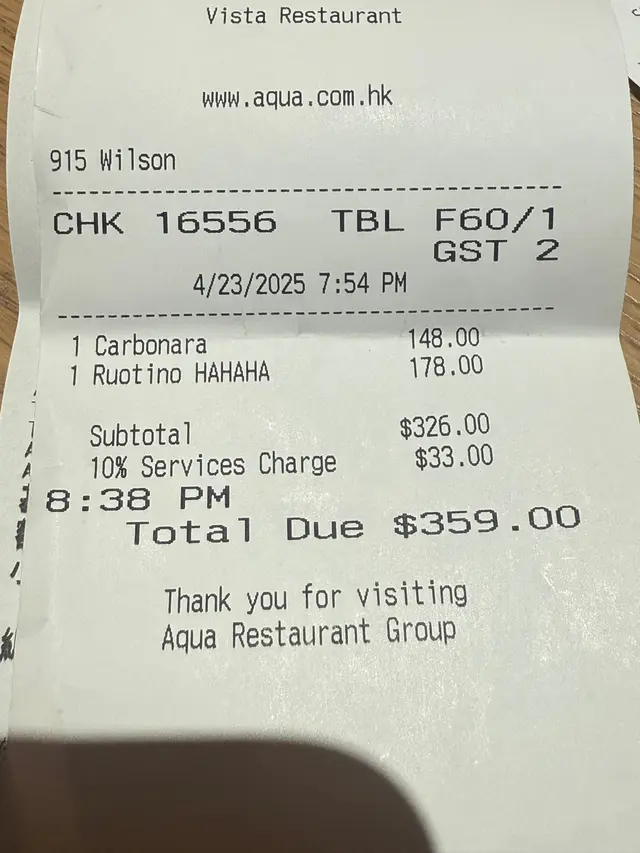 Vista Restaurant
www.aqua.com.hk
915 Wilson
CHK 16556 TBL F60/1
GST 2
4/23/2025 7:54 PM
1 Carbonara 148.00
1 Ruotino HAHAHA 178.00
Subtotal $326.00
10% Services Charge $33.00
8:38 PM
Total Due $359.00
Thank you for visiting
Aqua Restaurant Group